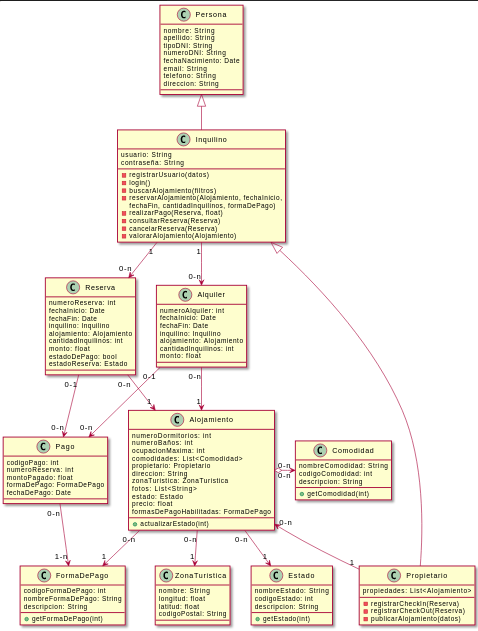 C Persona
nombre: String
apellido: String
tipoDNI: String
numeroDNI: String
fechaNacimiento: Date
email: String
telefono: String
direccion: String
C Inquilino
usuario: String
contraseña: String
registrarUsuario(datos)
login()
buscarAlojamiento(filtros)
reservarAlojamiento(Alojamiento, fechaInicio,
fechaFin, cantidadInquilinos, formaDePago)
realizarPago(Reserva, float)
consultarReserva(Reserva)
cancelarReserva(Reserva)
valorarAlojamiento(Alojamiento)
1
1
0-n
0-n
C Reserva
numeroReserva: int
fechaInicio: Date
fechaFin: Date
inquilino: Inquilino
alojamiento: Alojamiento
cantidadInquilinos: int
monto: float
estadoDePago: bool
estadoReserva: Estado
C Alquiler
numeroAlquiler: int
fechaInicio: Date
fechaFin: Date
inquilino: Inquilino
alojamiento: Alojamiento
cantidadInquilinos: int
monto: float
0-1
0-n
0-1
0-n
0-n
0-n
1
1
C Alojamiento
numeroDormitorios: int
numeroBaños: int
ocupacionMaxima: int
comodidades: List<Comodidad>
propietario: Propietario
direccion: String
zonaTuristica: ZonaTuristica
fotos: List<String>
estado: Estado
precio: float
formasDePagoHabilitadas: FormaDePago
actualizarEstado(int)
C Pago
codigoPago: int
numeroReserva: int
montoPagado: float
formaDePago: FormaDePago
fechaDePago: Date
0-n
0-n
C Comodidad
nombreComodidad: String
codigoComodidad: int
descripcion: String
getComodidad(int)
0-n
0-n
0-n
0-n
0-n
1-n
1
1
1
1
C FormaDePago
codigoFormaDePago: int
nombreFormaDePago: String
descripcion: String
getFormaDePago(int)
C ZonaTuristica
nombre: String
longitud: float
latitud: float
codigoPostal: String
C Estado
nombreEstado: String
codigoEstado: int
descripcion: String
getEstado(int)
C Propietario
propiedades: List<Alojamiento>
registrarCheckIn(Reserva)
registrarCheckOut(Reserva)
publicarAlojamiento(datos)